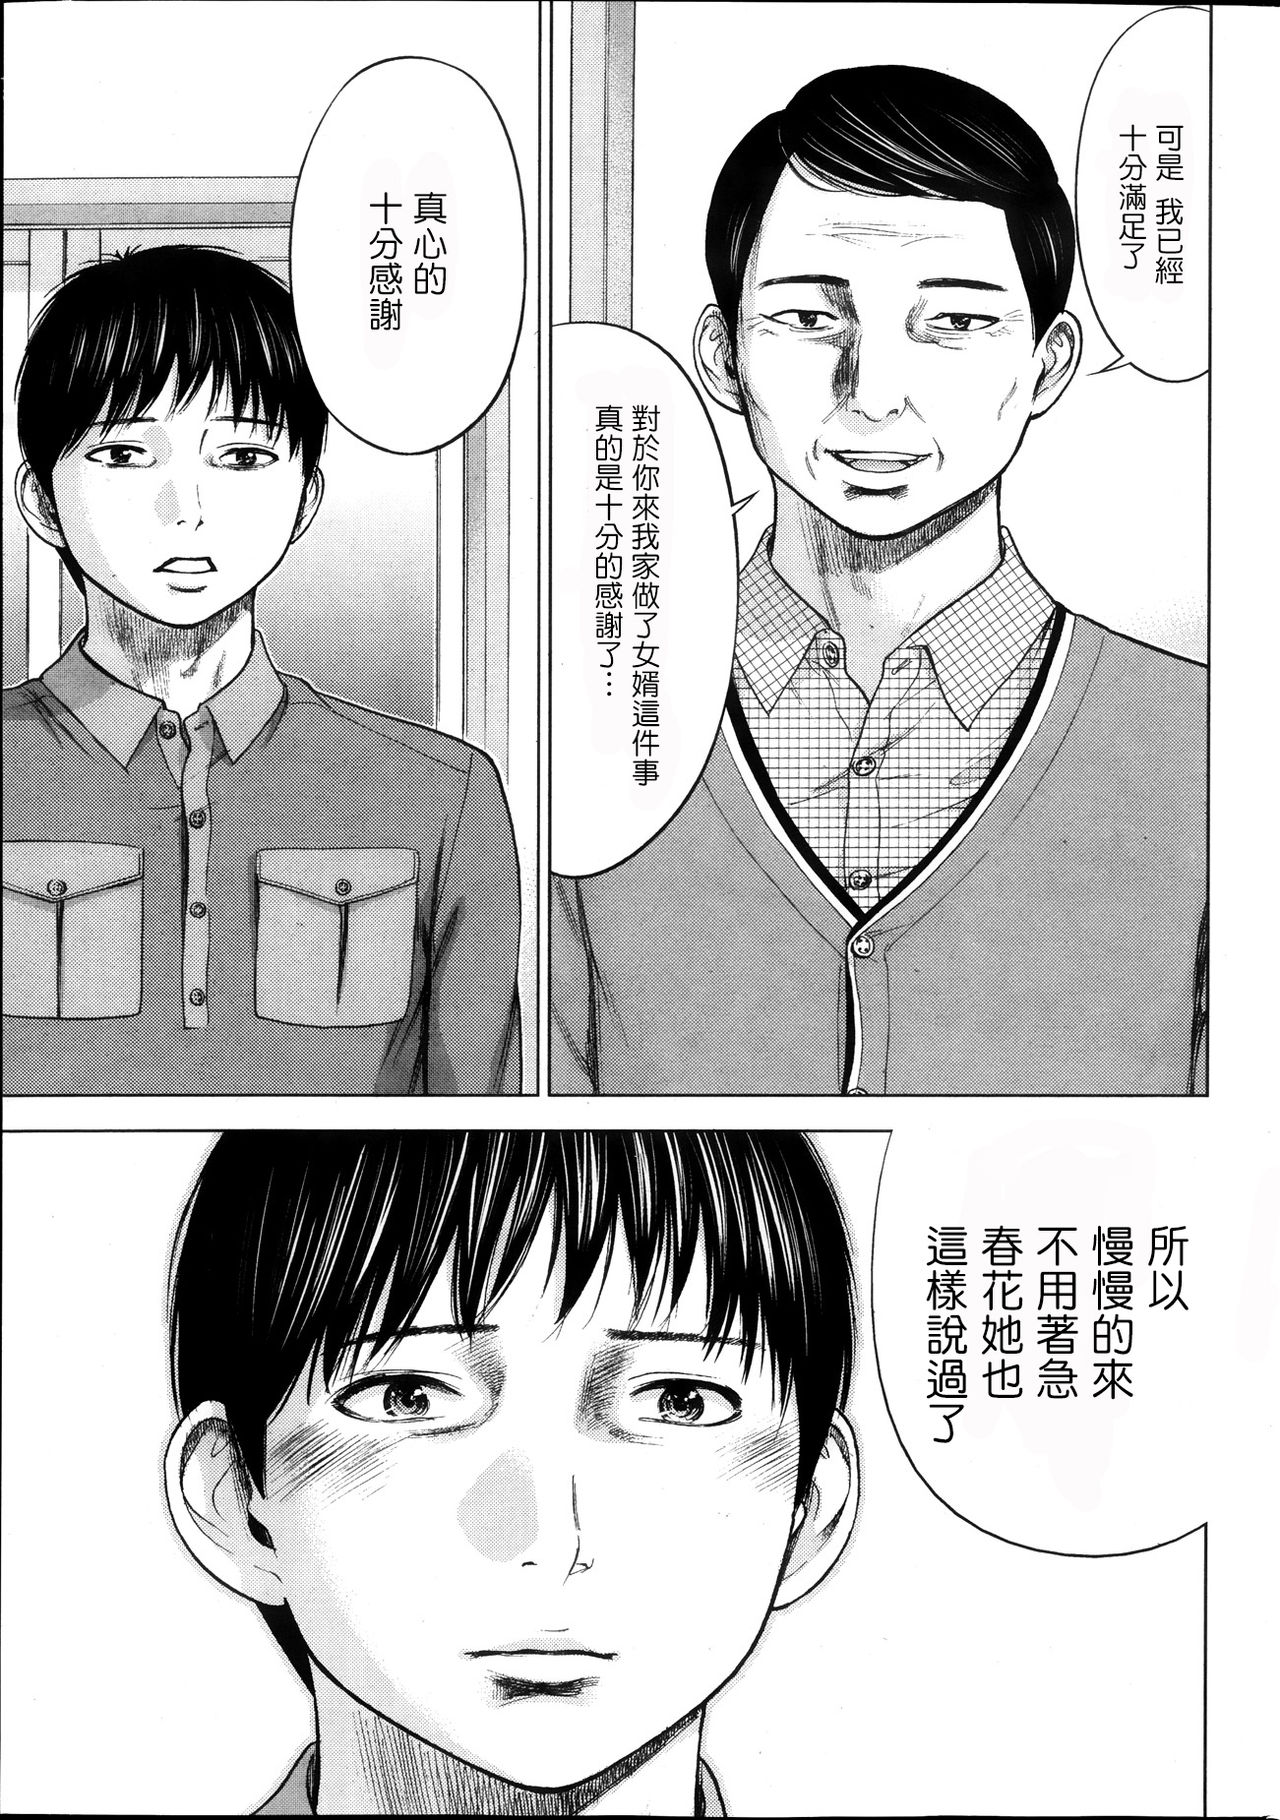 可是 我已經
十分滿足了
對於你來我家做了女婿這件事
真的是十分的感謝了…
真心的
十分感謝
所以
慢慢的來
不用著急
春花她也
這樣說過了